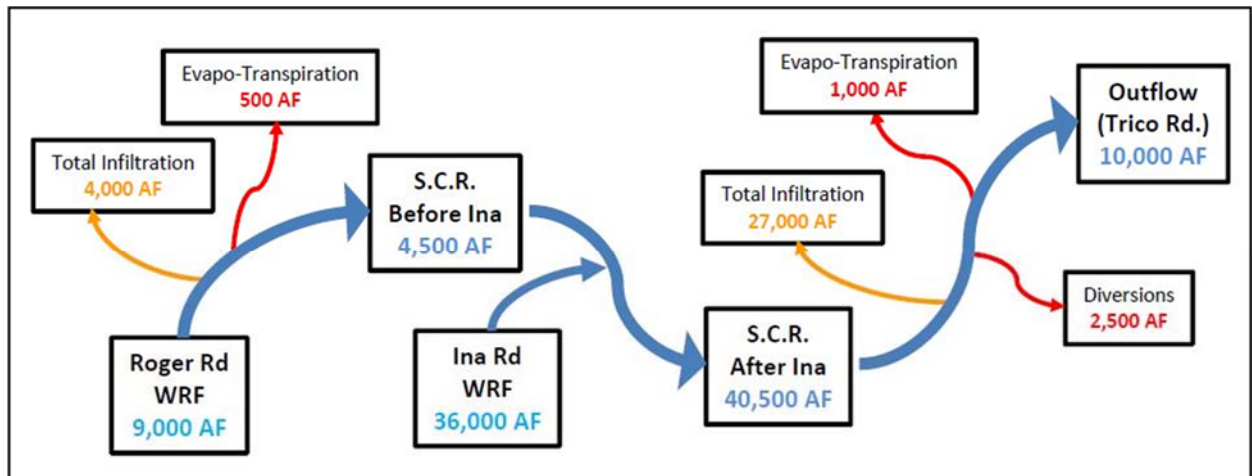 Evapo-Transpiration
500 AF
Total Infiltration
4,000 AF
Roger Rd
WRF
9,000 AF
S.C.R.
Before Ina
4,500 AF
Ina Rd
WRF
36,000 AF
S.C.R.
After Ina
40,500 AF
Total Infiltration
27,000 AF
Evapo-Transpiration
1,000 AF
Diversions
2,500 AF
Outflow
(Trico Rd.)
10,000 AF